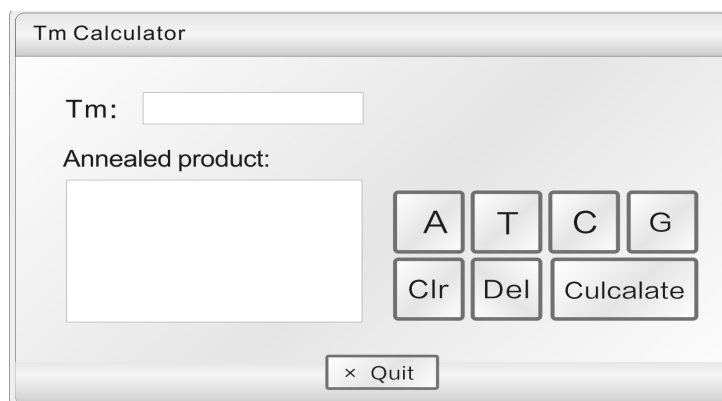 Tm Calculator
Tm:
Annealed product:
A T C G
Clr Del Culcalate
× Quit